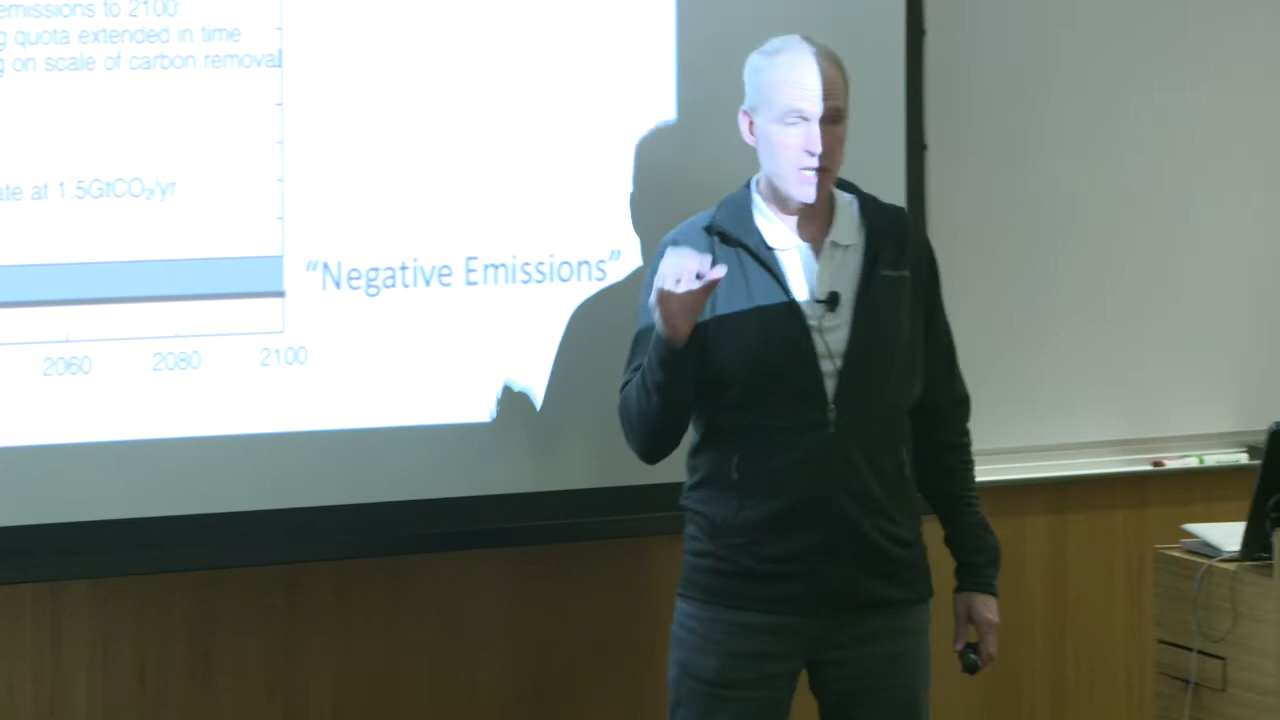 emissions to 2100:
g quota extended in time
g on scale of carbon removal
ate at 1.5GtCO₂/yr
“Negative Emissions”
2060 2080 2100